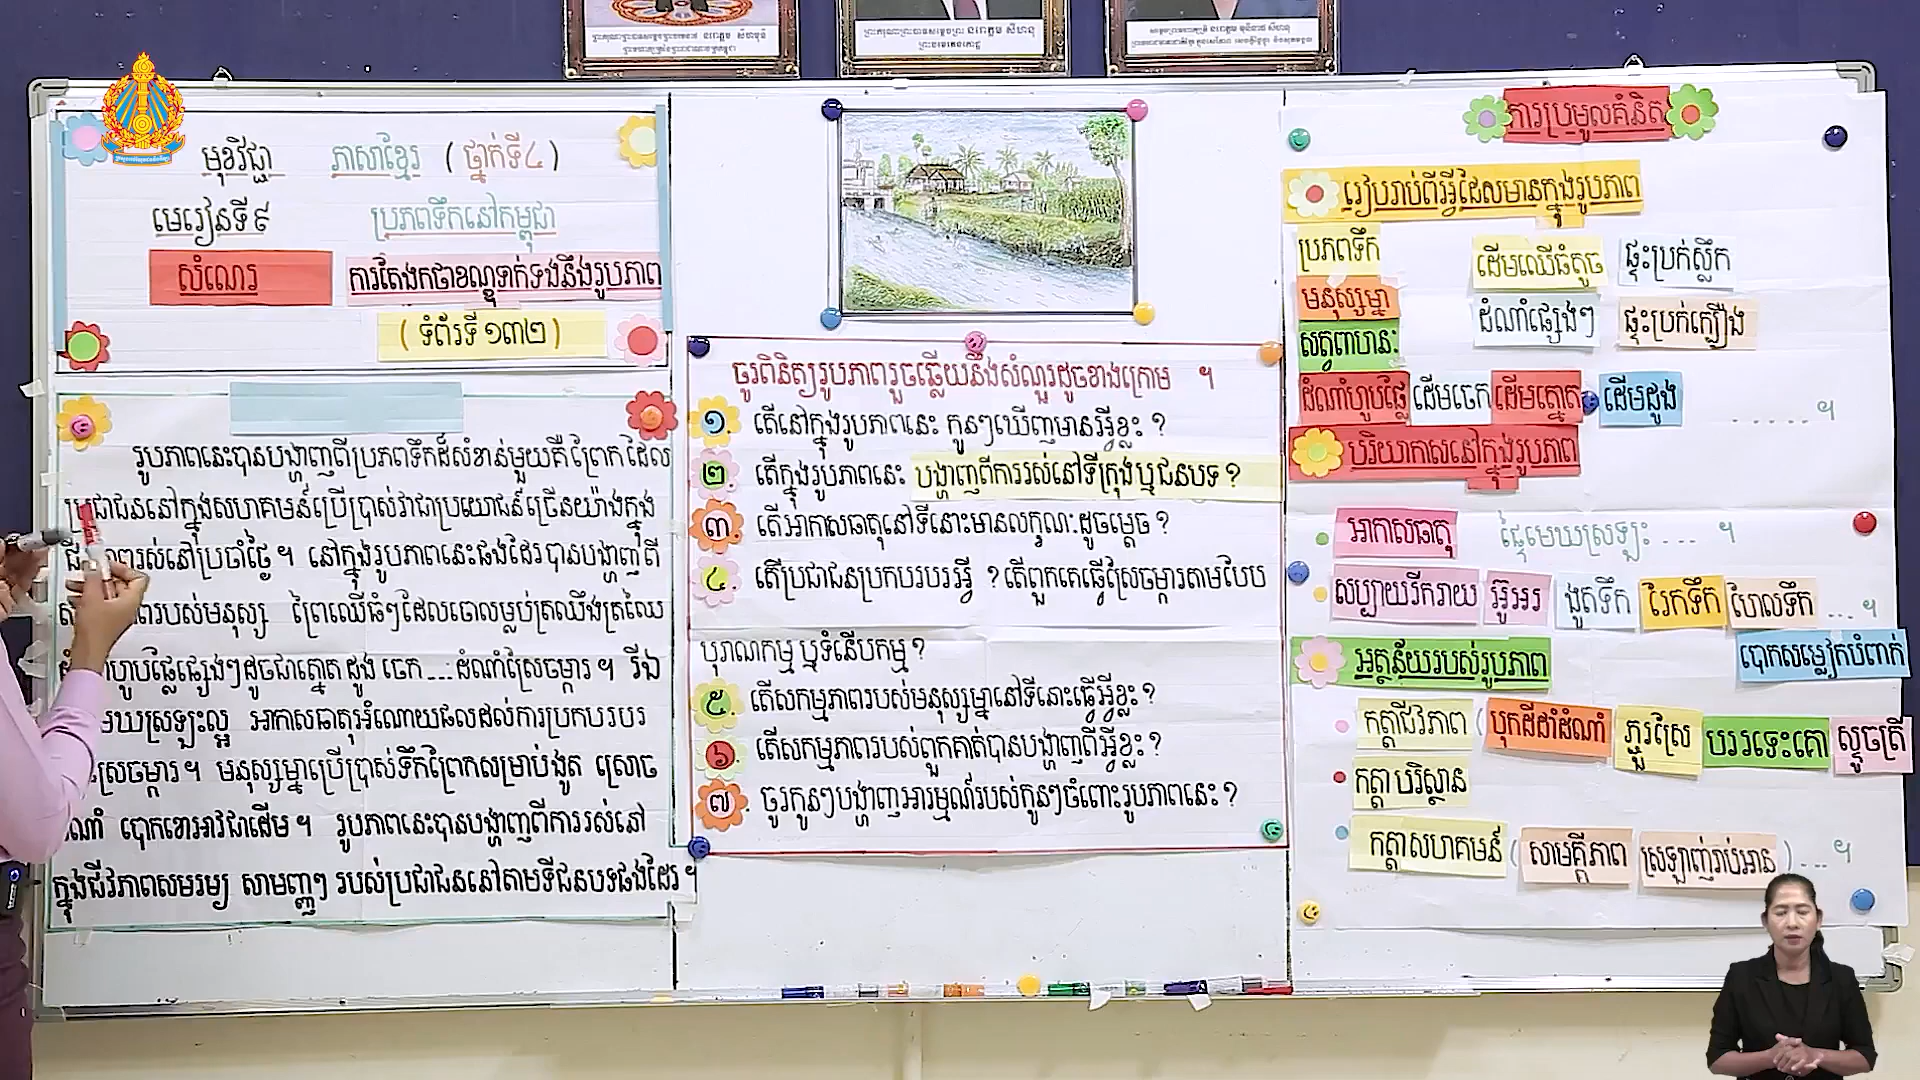 ព្រះករុណាព្រះបាទសម្តេចព្រះ នរោត្តម សីហនុ
មុខវិជ្ជា ភាសាខ្មែរ (ថ្នាក់ទី៤)
មេរៀនទី៩ ប្រភពទឹកនៅកម្ពុជា
សំណេរ ការតែងកថាខណ្ឌទាក់ទងនឹងរូបភាព
(ទំព័រទី១៣២)
រូបភាពនេះបានបង្ហាញពីប្រភពទឹកដ៏សំខាន់មួយគឺព្រែកដែល
ប្រជាជននៅក្នុងសហគមន៍ប្រើប្រាស់វាជាប្រយោជន៍ច្រើនយ៉ាងក្នុង
រស់នៅប្រចាំថ្ងៃ។ នៅក្នុងរូបភាពនេះផងដែរបានបង្ហាញពី
របស់មនុស្ស ព្រៃឈើធំៗដែលចោលម្លប់ត្រឈឹងត្រឈៃ
ហូបផ្លែផ្សេងៗដូចជាត្នោត ដូង ចេក ... ដំណាំស្រែចម្ការ។ រីឯ
មេឃស្រឡះល្អ អាកាសធាតុអំណោយផលដល់ការប្រកបរបរ
ស្រែចម្ការ។ មនុស្សម្នាប្រើប្រាស់ទឹកព្រែកសម្រាប់ងូត ស្រោច
ដំណាំ បោកខោអាវជាដើម។ រូបភាពនេះបានបង្ហាញពីការរស់នៅ
ក្នុងជីវភាពសមរម្យ សាមញ្ញៗ របស់ប្រជាជននៅតាមទីជនបទផងដែរ។
ចូរពិនិត្យរូបភាពរួចឆ្លើយនឹងសំណួរដូចខាងក្រោម ។
១. តើនៅក្នុងរូបភាពនេះ កូនៗឃើញមានអ្វីខ្លះ ?
២. តើក្នុងរូបភាពនេះ បង្ហាញពីការរស់នៅទីក្រុងឬជនបទ ?
៣. តើអាកាសធាតុនៅទីនោះមានលក្ខណៈដូចម្តេច ?
៤. តើប្រជាជនប្រកបរបរអ្វី ? តើពួកគេធ្វើស្រែចម្ការតាមបែប
បុរាណកម្ម ឬទំនើបកម្ម ?
៥. តើសកម្មភាពរបស់មនុស្សម្នានៅទីនោះធ្វើអ្វីខ្លះ ?
៦. តើសកម្មភាពរបស់ពួកគាត់បានបង្ហាញពីអ្វីខ្លះ ?
៧. ចូរកូនៗបង្ហាញអារម្មណ៍របស់កូនៗចំពោះរូបភាពនេះ ?
ការប្រមូលគំនិត
រៀបរាប់ពីអ្វីដែលមានក្នុងរូបភាព
ប្រភពទឹក ដើមឈើធំតូច ផ្ទះប្រក់ស្លឹក
មនុស្សម្នា ដំណាំផ្សេងៗ ផ្ទះប្រក់ក្បឿង
សត្វពាហនៈ
ដំណាំហូបផ្លែ ដើមចេក ដើមត្នោត ដើមដូង ......។
បរិយាកាសនៅក្នុងរូបភាព
អាកាសធាតុ ផ្ទៃមេឃស្រឡះ ... ។
សប្បាយរីករាយ អ៊ូអរ ងូតទឹក រែកទឹក ហែលទឹក ...។
អត្ថន័យរបស់រូបភាព បោកសម្លៀកបំពាក់
កត្តាជីវភាព (បុកដីដាំដំណាំ ភ្ជួរស្រែ បររទេះគោ ស្ទូចត្រី
កត្តាបរិស្ថាន
កត្តាសហគមន៍ (សាមគ្គីភាព ស្រឡាញ់រាប់អាន) ...។